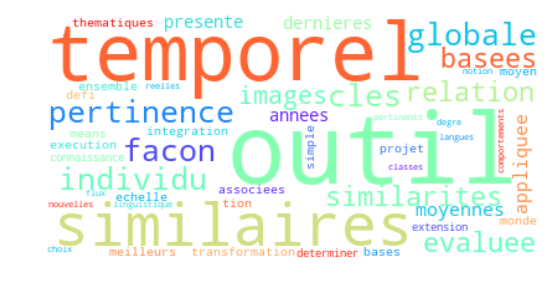 thematiques presente dernieres
temporel globale
basees
ensemble reelles notion moyen
defi images cles relation
pertinence annees
means integration pertinents degre
execution facon outil simple projet langues
connaissance classes comportements appliquee
individu associees similarites
flux echelle
nouvelles linguistique tion moyennes monde
similaires extension evaluee
choix meilleurs transformation determiner bases